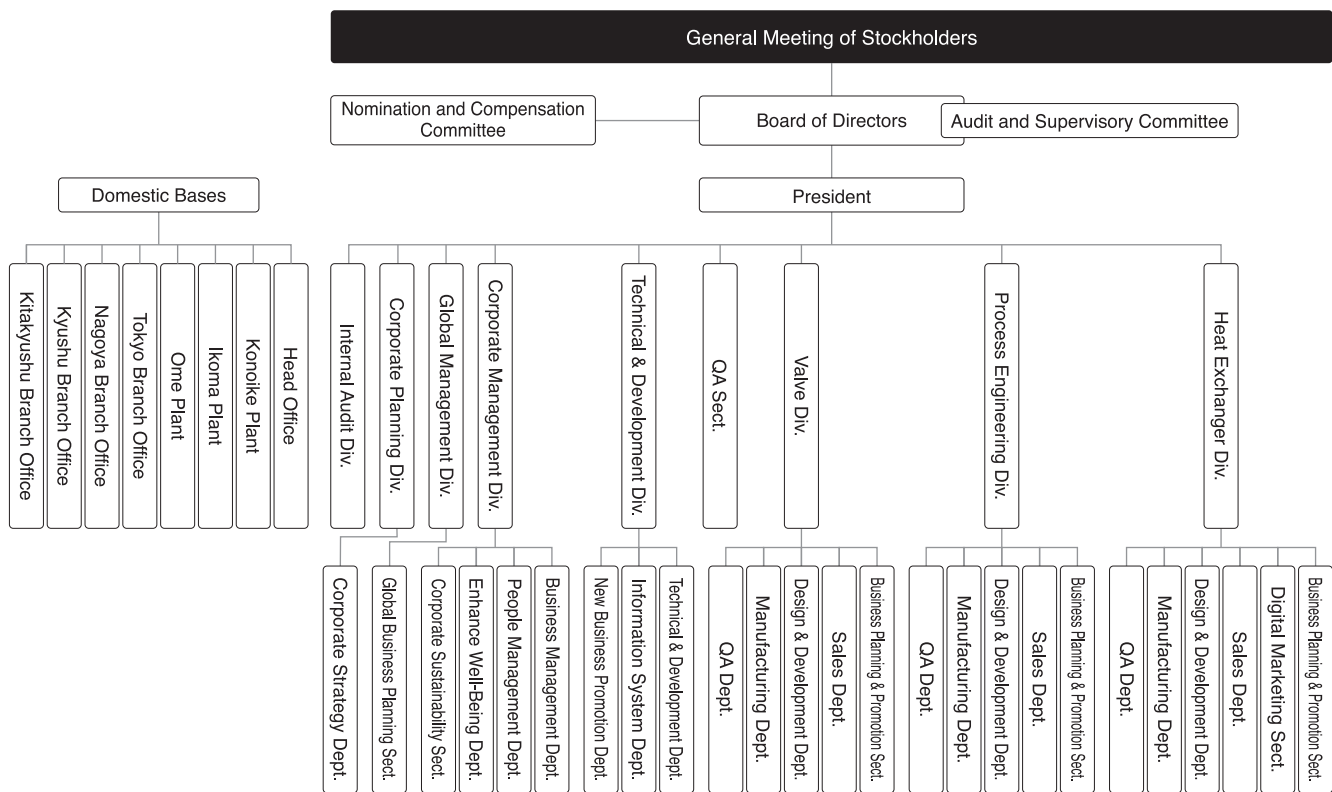 General Meeting of Stockholders
Nomination and Compensation
Committee
Board of Directors
Audit and Supervisory Committee
Domestic Bases
President
Kitakyushu Branch Office
Kyushu Branch Office
Nagoya Branch Office
Tokyo Branch Office
Ome Plant
Ikoma Plant
Konoike Plant
Head Office
Internal Audit Div.
Corporate Planning Div.
Global Management Div.
Corporate Management Div.
Technical & Development Div.
QA Sect.
Valve Div.
Process Engineering Div.
Heat Exchanger Div.
Corporate Strategy Dept.
Global Business Planning Sect.
Corporate Sustainability Sect.
Enhance Well-Being Dept.
People Management Dept.
Business Management Dept.
New Business Promotion Dept.
Information System Dept.
Technical & Development Dept.
QA Dept.
Manufacturing Dept.
Design & Development Dept.
Sales Dept.
Business Planning & Promotion Sect.
QA Dept.
Manufacturing Dept.
Design & Development Dept.
Sales Dept.
Business Planning & Promotion Sect.
QA Dept.
Manufacturing Dept.
Design & Development Dept.
Sales Dept.
Digital Marketing Sect.
Business Planning & Promotion Sect.